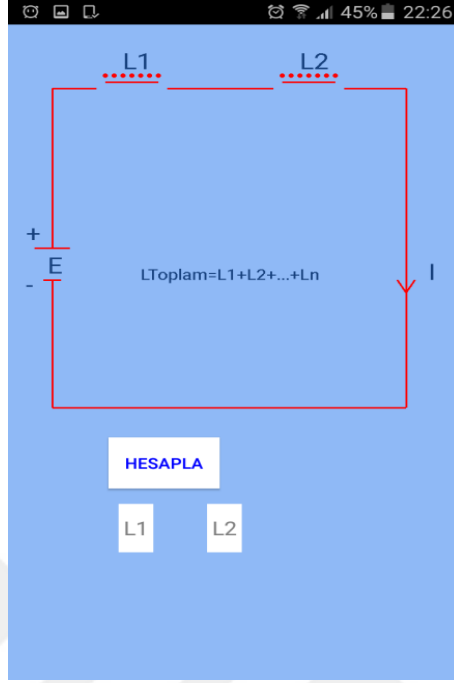 45% 22:26
L1 L2
+
E
-
LToplam=L1+L2+...+Ln
I
HESAPLA
L1 L2